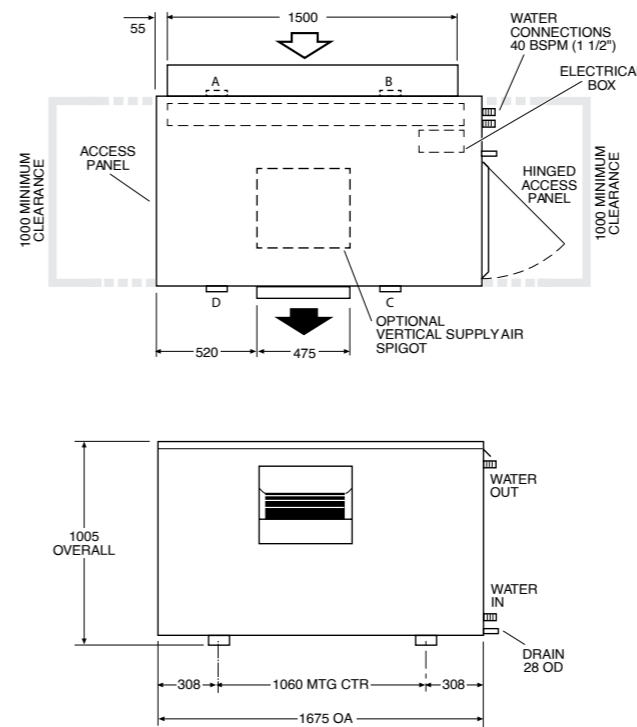 1500
55
WATER
CONNECTIONS
40 BSPM (1 1/2")
ELECTRICAL
BOX
A
B
ACCESS
PANEL
1000 MINIMUM
CLEARANCE
HINGED
ACCESS
PANEL
1000 MINIMUM
CLEARANCE
D
C
OPTIONAL
VERTICAL SUPPLY AIR
SPIGOT
520
475
WATER
OUT
1005
OVERALL
WATER
IN
DRAIN
28 OD
308
1060 MTG CTR
308
1675 OA